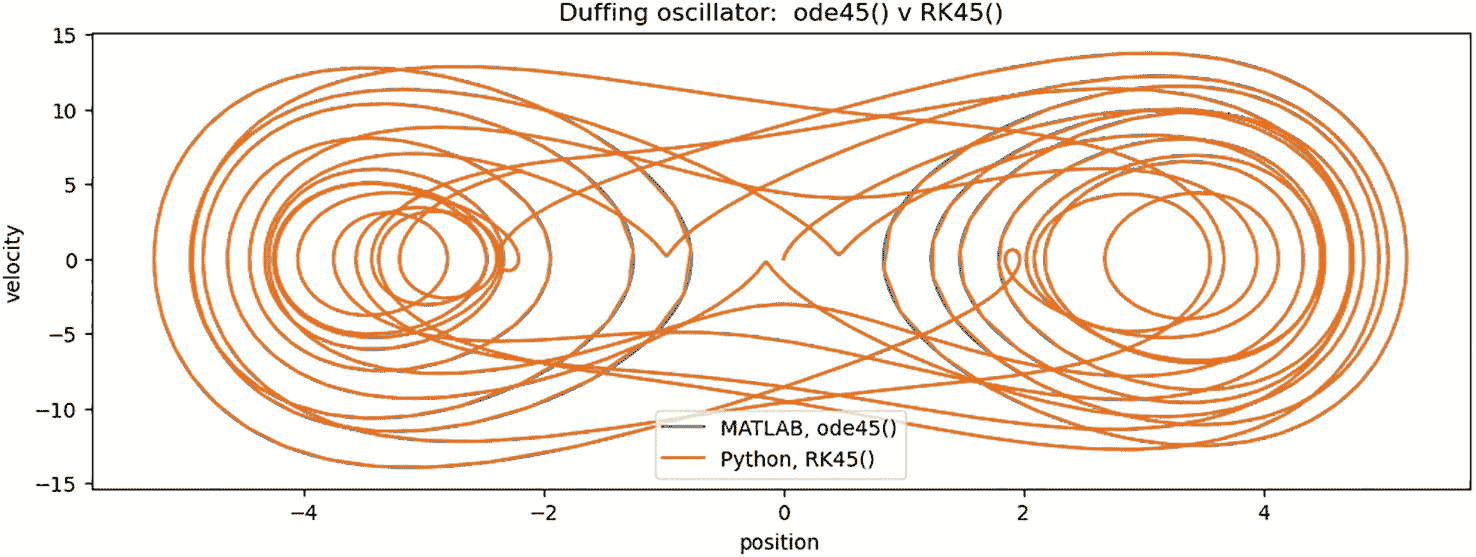 Duffing oscillator: ode45() v RK45()
15
10
5
0
−5
−10
−15
velocity
MATLAB, ode45()
Python, RK45()
−4
−2
0
2
4
position